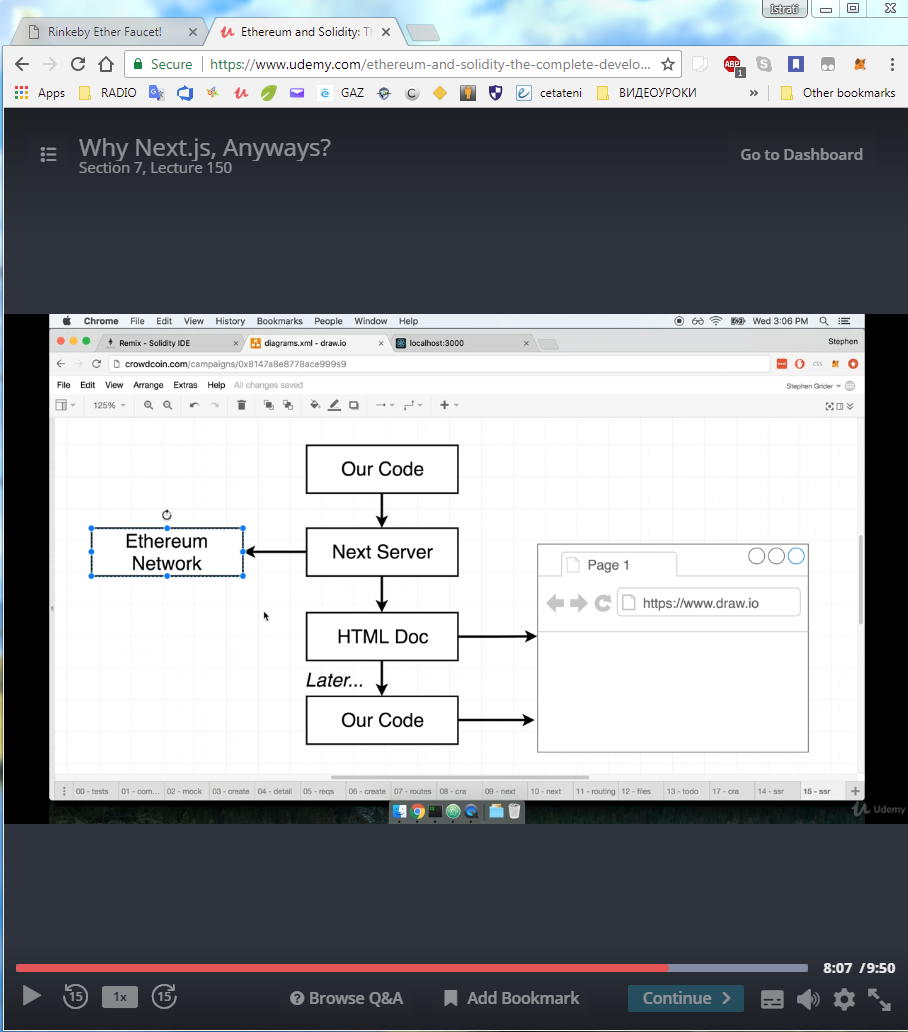 Istrati
Rinkeby Ether Faucet!
Ethereum and Solidity: Th
Secure
https://www.udemy.com/ethereum-and-solidity-the-complete-develo...
ABP
1
Apps
RADIO
GAZ
cetateni
ВИДЕОУРОКИ
»
Other bookmarks
Why Next.js, Anyways?
Section 7, Lecture 150
Go to Dashboard
Chrome File Edit View History Bookmarks People Window Help
Wed 3:06 PM
Remix - Solidity IDE
diagrams.xml - draw.io
localhost:3000
Stephen
crowdcoin.com/campaigns/0x8147a8e8778ace999s9
File Edit View Arrange Extras Help All changes saved
Stephen Grider
125%
Our Code
Ethereum
Network
Next Server
HTML Doc
Later...
Our Code
Page 1
https://www.draw.io
00 - tests
01 - com...
02 - mock
03 - create
04 - detail
05 - reqs
06 - create
07 - routes
08 - cra
09 - next
10 - next
11 - routing
12 - files
13 - todo
17 - cra
14 - ssr
15 - ssr
Udemy
8:07 / 9:50
15
1x
15
Browse Q&A
Add Bookmark
Continue